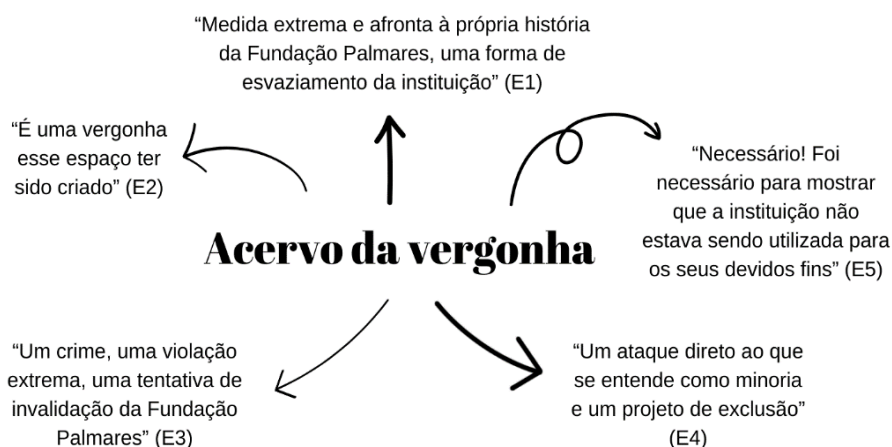 “Medida extrema e afronta à própria história
da Fundação Palmares, uma forma de
esvaziamento da instituição” (E1)
“É uma vergonha
esse espaço ter
sido criado” (E2)
“Necessário! Foi
necessário para mostrar
que a instituição não
estava sendo utilizada para
os seus devidos fins” (E5)
Acervo da vergonha
“Um crime, uma violação
extrema, uma tentativa de
invalidação da Fundação
Palmares” (E3)
“Um ataque direto ao que
se entende como minoria
e um projeto de exclusão”
(E4)